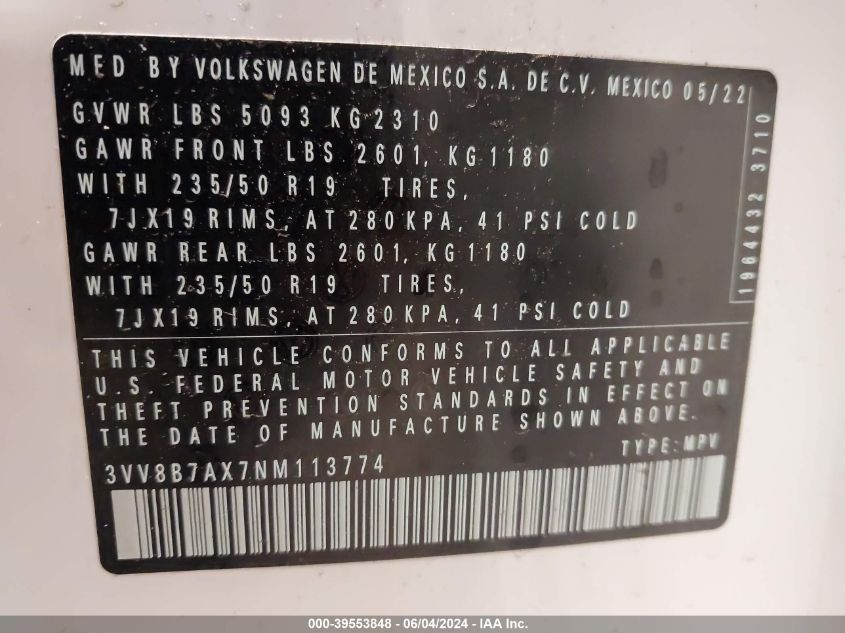 MED BY VOLKSWAGEN DE MEXICO S.A. DE C.V. MEXICO 05/22
GVWR LBS 5093 KG 2310
GAWR FRONT LBS 2601, KG 1180
WITH 235/50 R19 TIRES,
7JX19 RIMS, AT 280 KPA, 41 PSI COLD
GAWR REAR LBS 2601, KG 1180
WITH 235/50 R19 TIRES,
7JX19 RIMS, AT 280 KPA, 41 PSI COLD
1964432 3710
THIS VEHICLE CONFORMS TO ALL APPLICABLE
U.S. FEDERAL MOTOR VEHICLE SAFETY AND
THEFT PREVENTION STANDARDS IN EFFECT ON
THE DATE OF MANUFACTURE SHOWN ABOVE.
TYPE: MPV
3VV8B7AX7NM113774
000-39553848 - 06/04/2024 - IAA Inc.